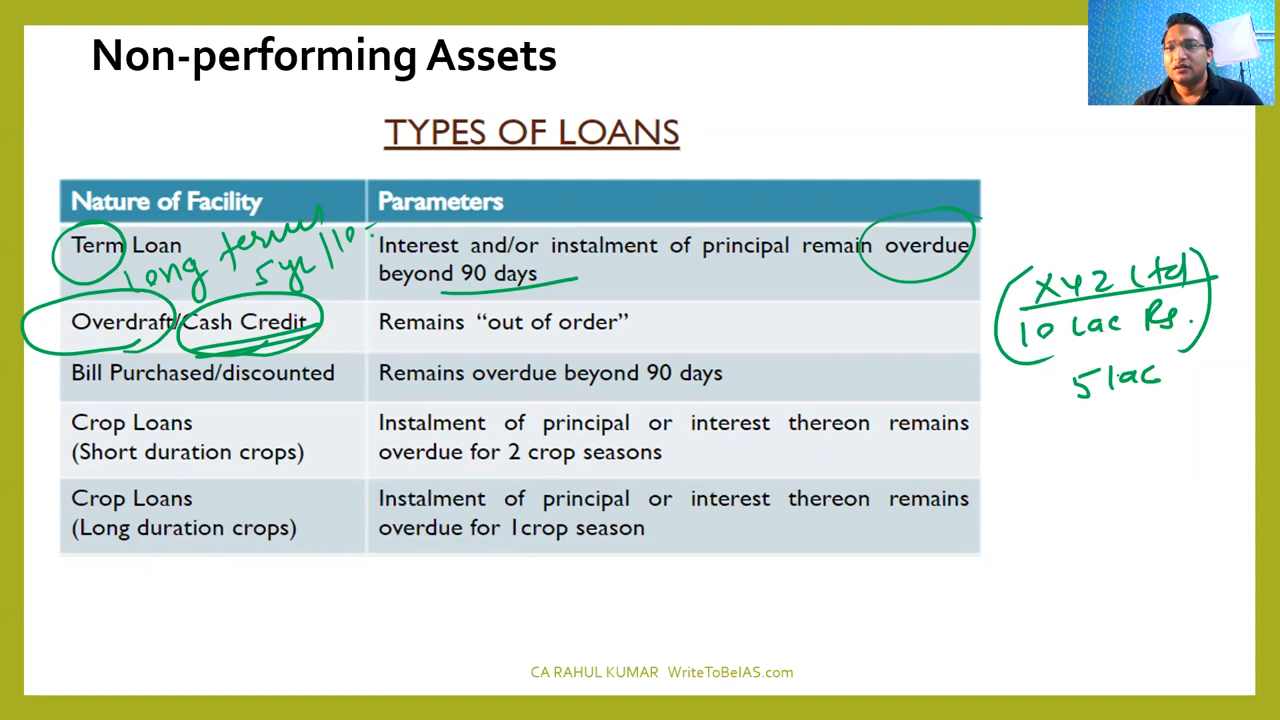 Non-performing Assets
TYPES OF LOANS
Nature of Facility
Parameters
Term Loan
Long terms
5 yr / 10
Interest and/or instalment of principal remain overdue
beyond 90 days
Overdraft/Cash Credit
Remains “out of order”
Bill Purchased/discounted
Remains overdue beyond 90 days
Crop Loans
(Short duration crops)
Instalment of principal or interest thereon remains
overdue for 2 crop seasons
Crop Loans
(Long duration crops)
Instalment of principal or interest thereon remains
overdue for 1crop season
XYZ Ltd
10 lac Rs.
5 lac
CA RAHUL KUMAR WriteToBeIAS.com